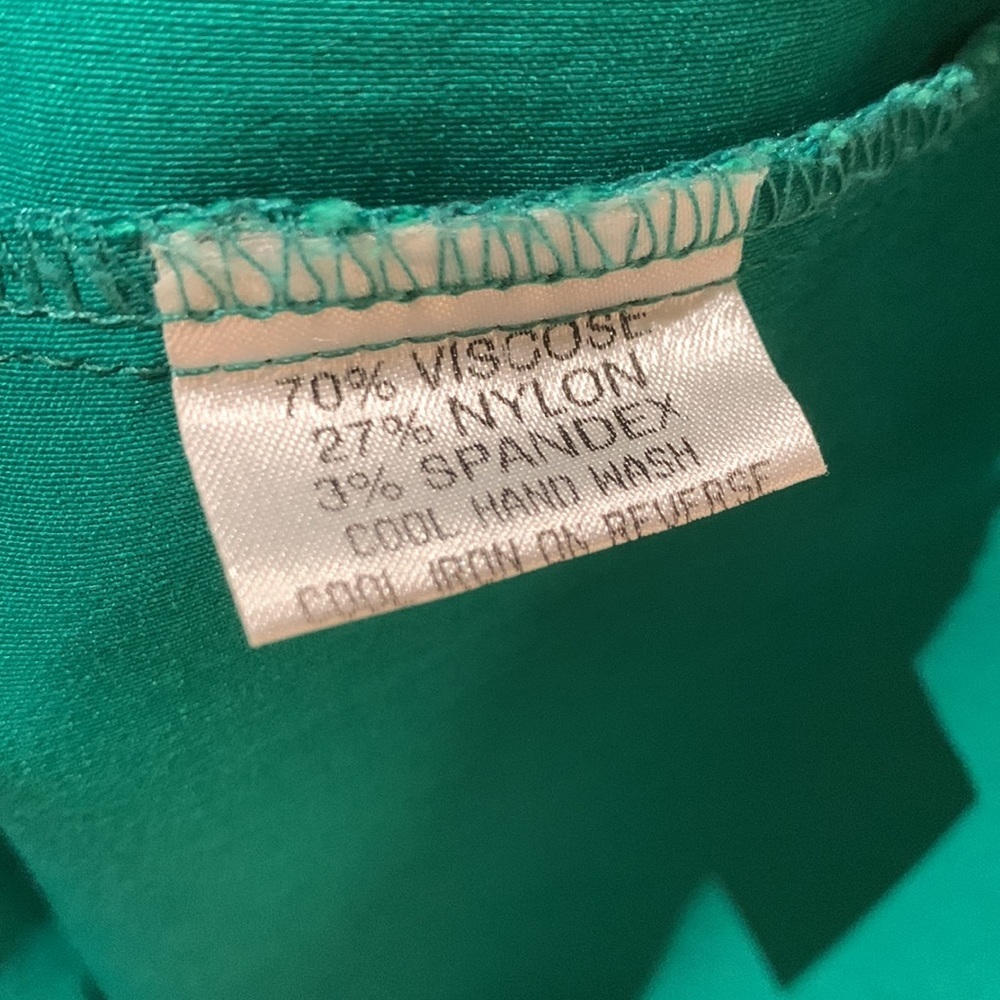 70% VISCOSE
27% NYLON
3% SPANDEX
COOL HAND WASH
COOL IRON ON REVERSE